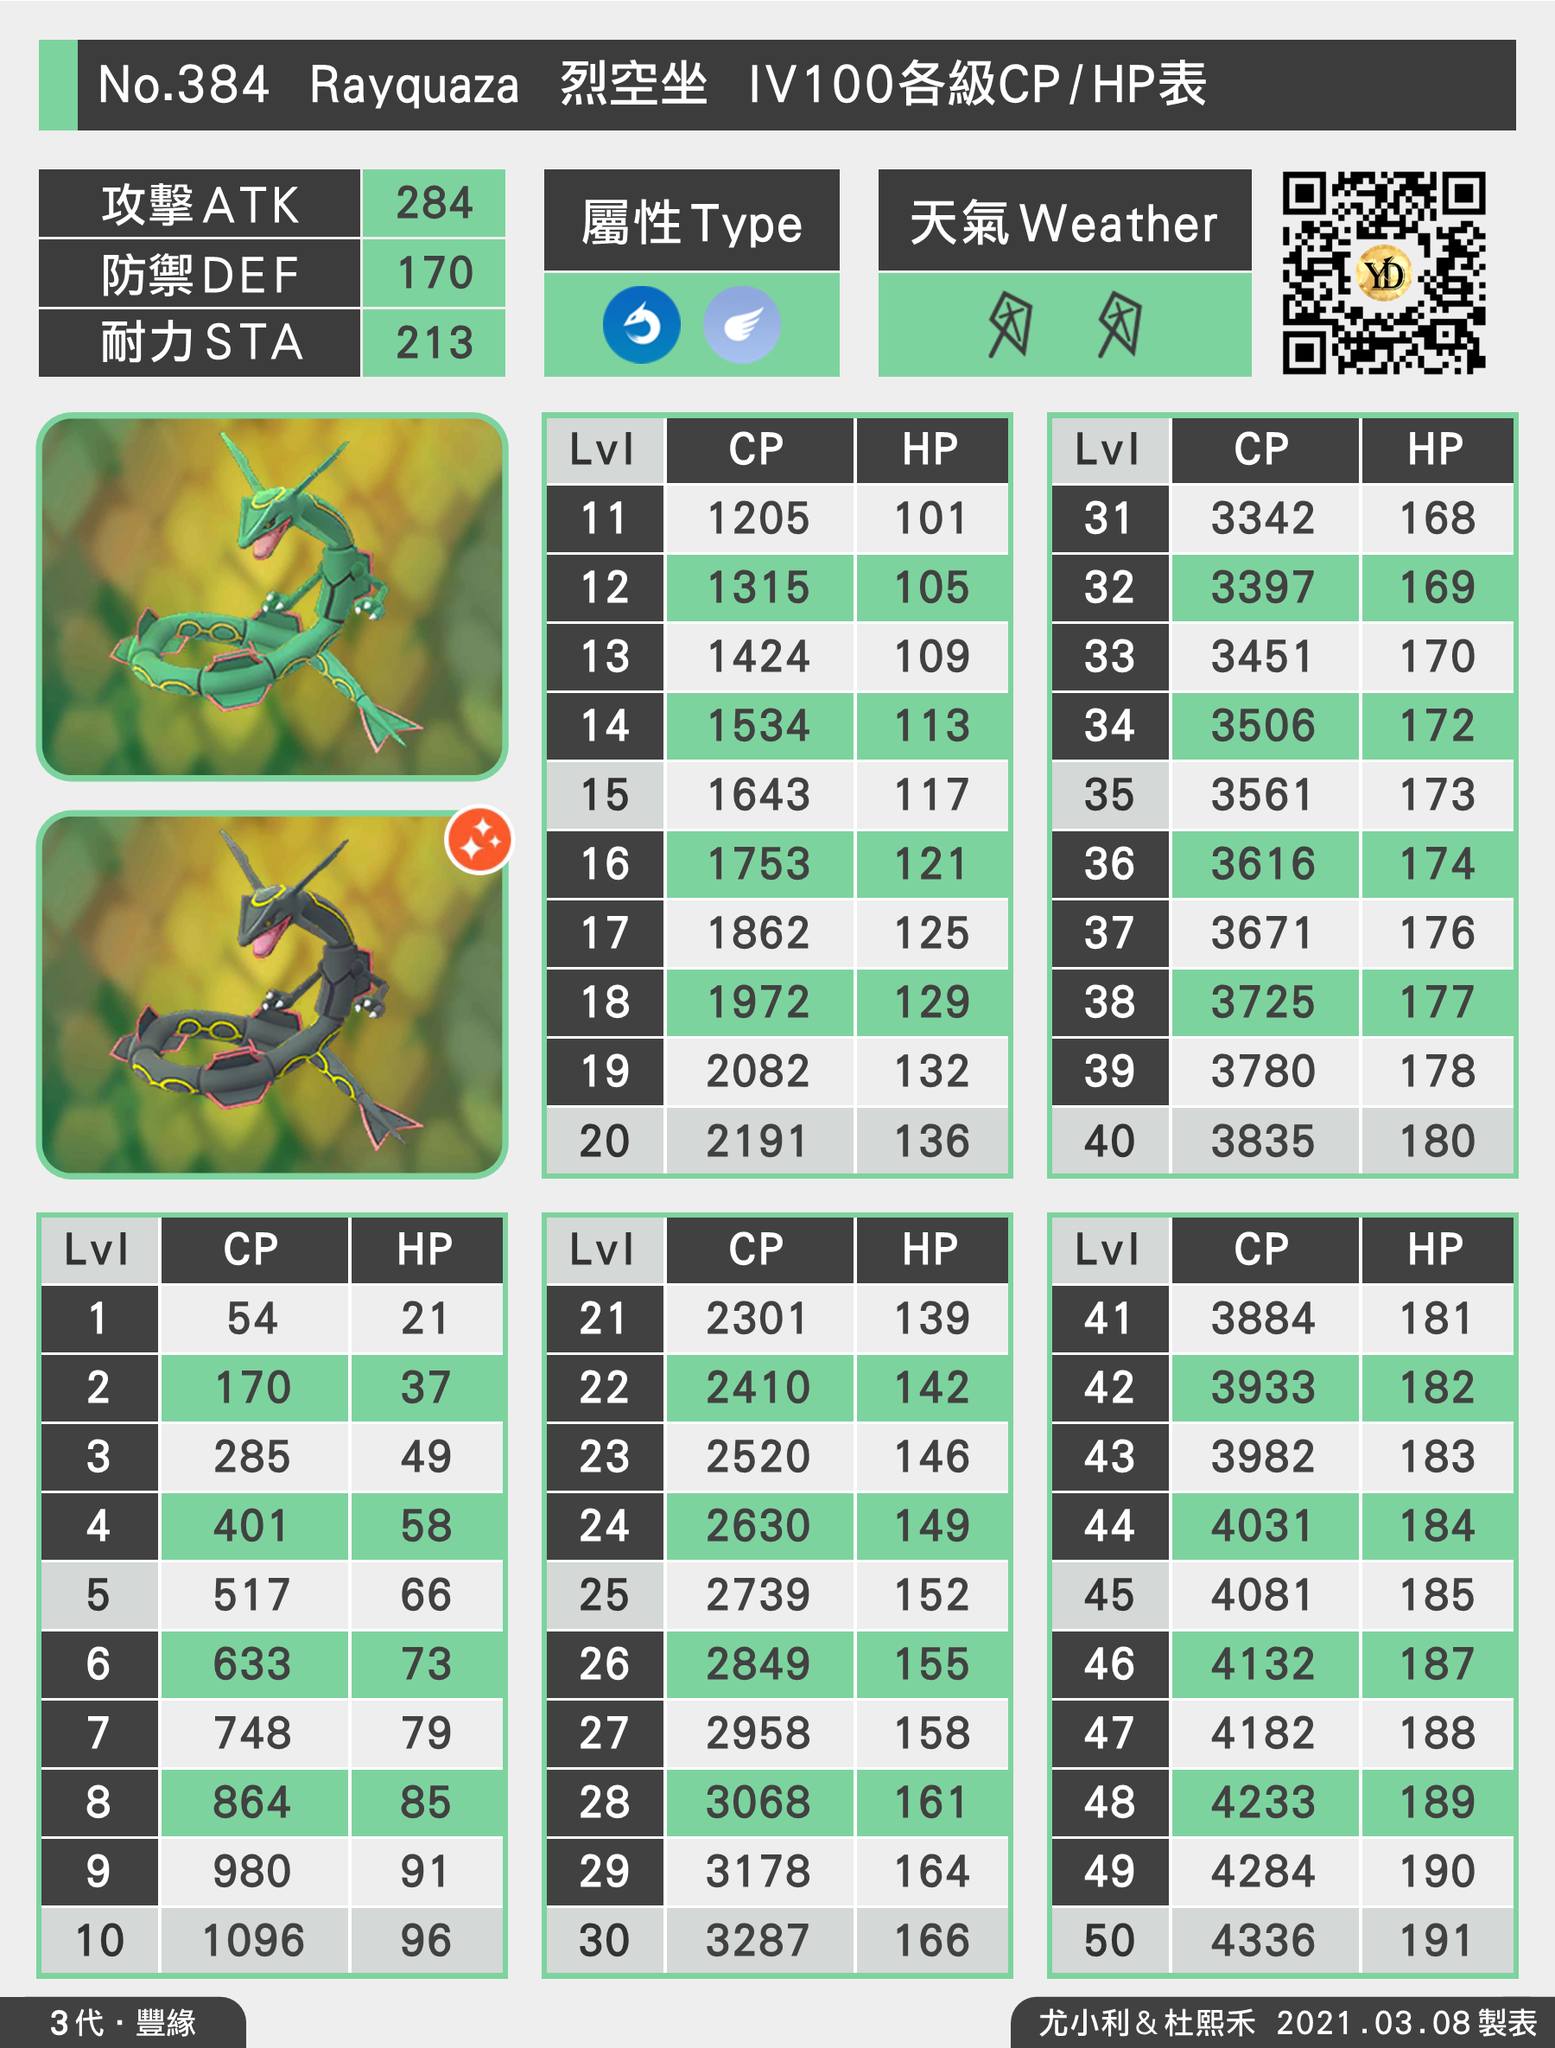 No.384 Rayquaza 烈空坐 IV100各級CP/HP表
攻擊ATK 284
防禦DEF 170
耐力STA 213
屬性Type
天氣Weather
YD
Lvl CP HP
11 1205 101
12 1315 105
13 1424 109
14 1534 113
15 1643 117
16 1753 121
17 1862 125
18 1972 129
19 2082 132
20 2191 136
Lvl CP HP
31 3342 168
32 3397 169
33 3451 170
34 3506 172
35 3561 173
36 3616 174
37 3671 176
38 3725 177
39 3780 178
40 3835 180
Lvl CP HP
1 54 21
2 170 37
3 285 49
4 401 58
5 517 66
6 633 73
7 748 79
8 864 85
9 980 91
10 1096 96
Lvl CP HP
21 2301 139
22 2410 142
23 2520 146
24 2630 149
25 2739 152
26 2849 155
27 2958 158
28 3068 161
29 3178 164
30 3287 166
Lvl CP HP
41 3884 181
42 3933 182
43 3982 183
44 4031 184
45 4081 185
46 4132 187
47 4182 188
48 4233 189
49 4284 190
50 4336 191
3代·豐緣
尤小利&杜熙禾 2021.03.08製表